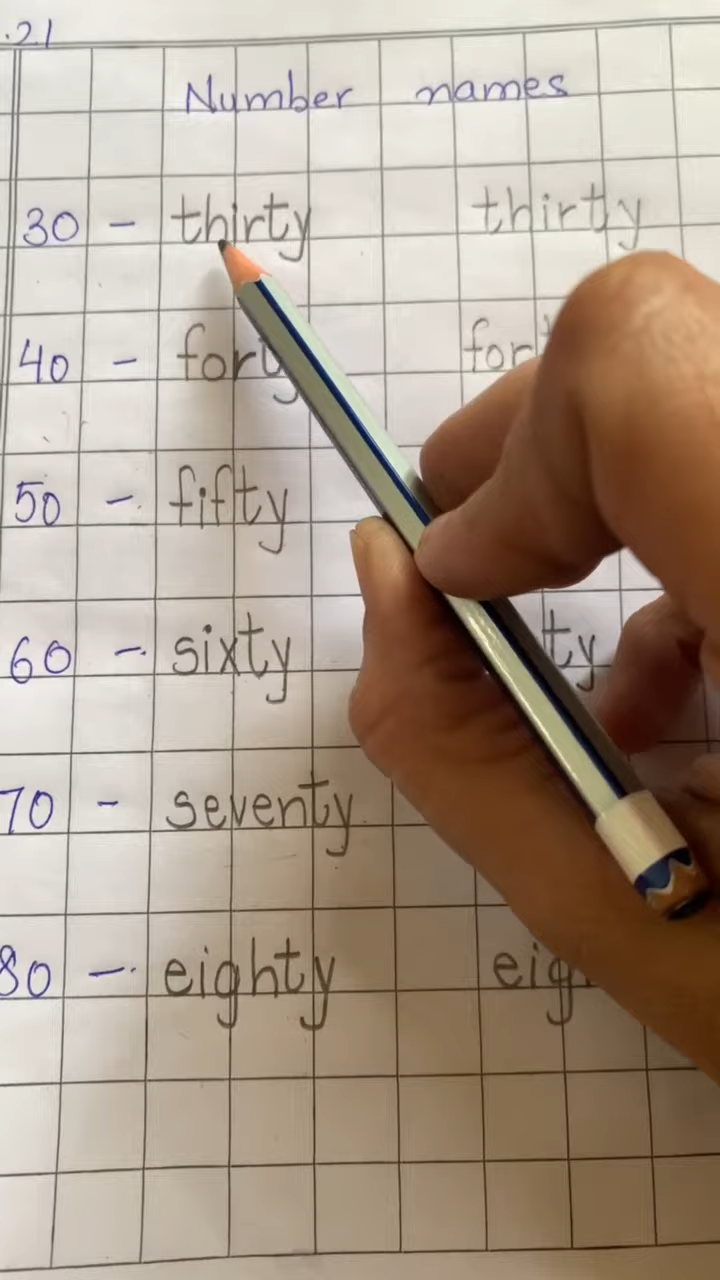 .21
Number names
30 - thirty thirty
40 - forty
50 - fifty
60 - sixty
70 - seventy
80 - eighty